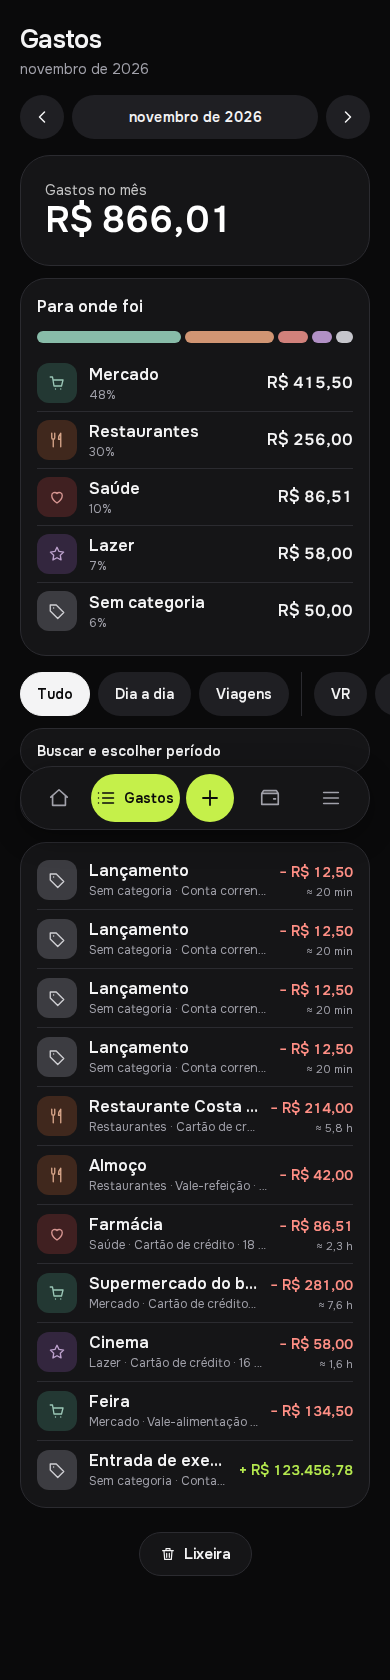 Gastos
novembro de 2026
novembro de 2026
Gastos no mês
R$ 866,01
Para onde foi
Mercado
48%
R$ 415,50
Restaurantes
30%
R$ 256,00
Saúde
10%
R$ 86,51
Lazer
7%
R$ 58,00
Sem categoria
6%
R$ 50,00
Tudo
Dia a dia
Viagens
VR
Buscar e escolher período
Gastos
Lançamento
− R$ 12,50
Sem categoria · Conta corren...
≈ 20 min
Lançamento
− R$ 12,50
Sem categoria · Conta corren...
≈ 20 min
Lançamento
− R$ 12,50
Sem categoria · Conta corren...
≈ 20 min
Lançamento
− R$ 12,50
Sem categoria · Conta corren...
≈ 20 min
Restaurante Costa ...
− R$ 214,00
Restaurantes · Cartão de cr...
≈ 5,8 h
Almoço
− R$ 42,00
Restaurantes · Vale-refeição · ...
Farmácia
− R$ 86,51
Saúde · Cartão de crédito · 18 ...
≈ 2,3 h
Supermercado do b...
− R$ 281,00
Mercado · Cartão de crédito...
≈ 7,6 h
Cinema
− R$ 58,00
Lazer · Cartão de crédito · 16 ...
≈ 1,6 h
Feira
− R$ 134,50
Mercado · Vale-alimentação ...
Entrada de exe...
+ R$ 123.456,78
Sem categoria · Conta...
Lixeira